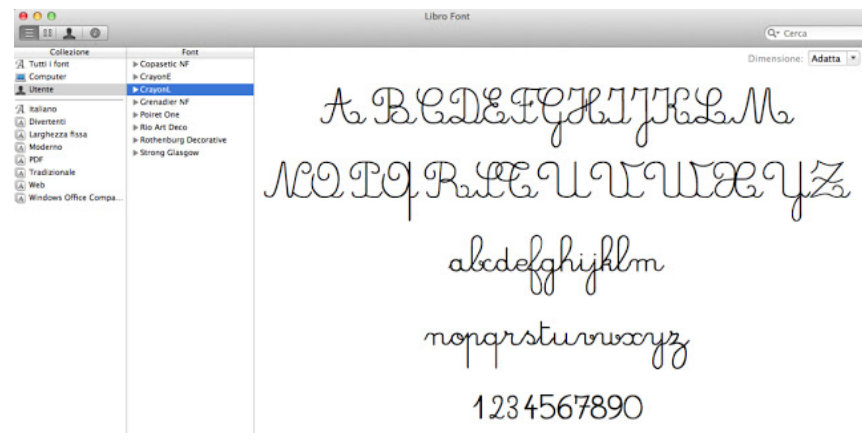 Libro Font
Cerca
Collezione
Tutti i font
Computer
Utente
Italiano
Divertenti
Larghezza fissa
Moderno
PDF
Tradizionale
Web
Windows Office Compa...
Font
Copasetic NF
CrayonE
CrayonL
Grenadier NF
Poiret One
Rio Art Deco
Rothenburg Decorative
Strong Glasgow
Dimensione: Adatta
ABCDEFGHIJKLM
NOPQRSTUVWXYZ
abcdefghijklm
nopqrstuvwxyz
1234567890